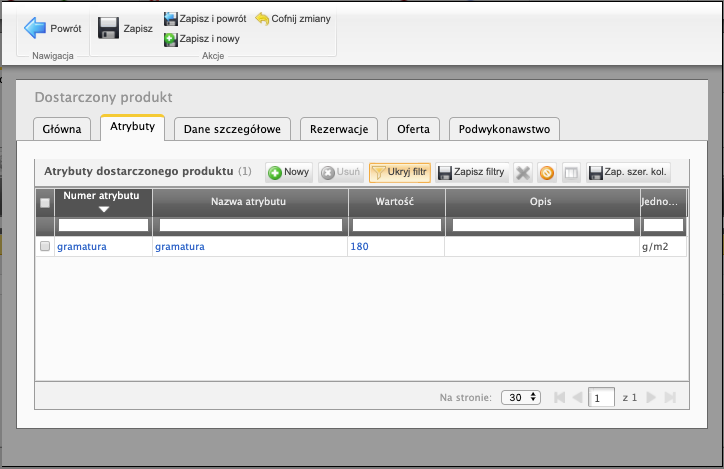 Powrót
Zapisz
Zapisz i powrót
Cofnij zmiany
Zapisz i nowy
Nawigacja
Akcje
Dostarczony produkt
Główna
Atrybuty
Dane szczegółowe
Rezerwacje
Oferta
Podwykonawstwo
Atrybuty dostarczonego produktu (1)
Nowy
Usuń
Ukryj filtr
Zapisz filtry
Zap. szer. kol.
Numer atrybutu
Nazwa atrybutu
Wartość
Opis
Jedno...
gramatura
gramatura
180
g/m2
Na stronie:
30
1
z 1